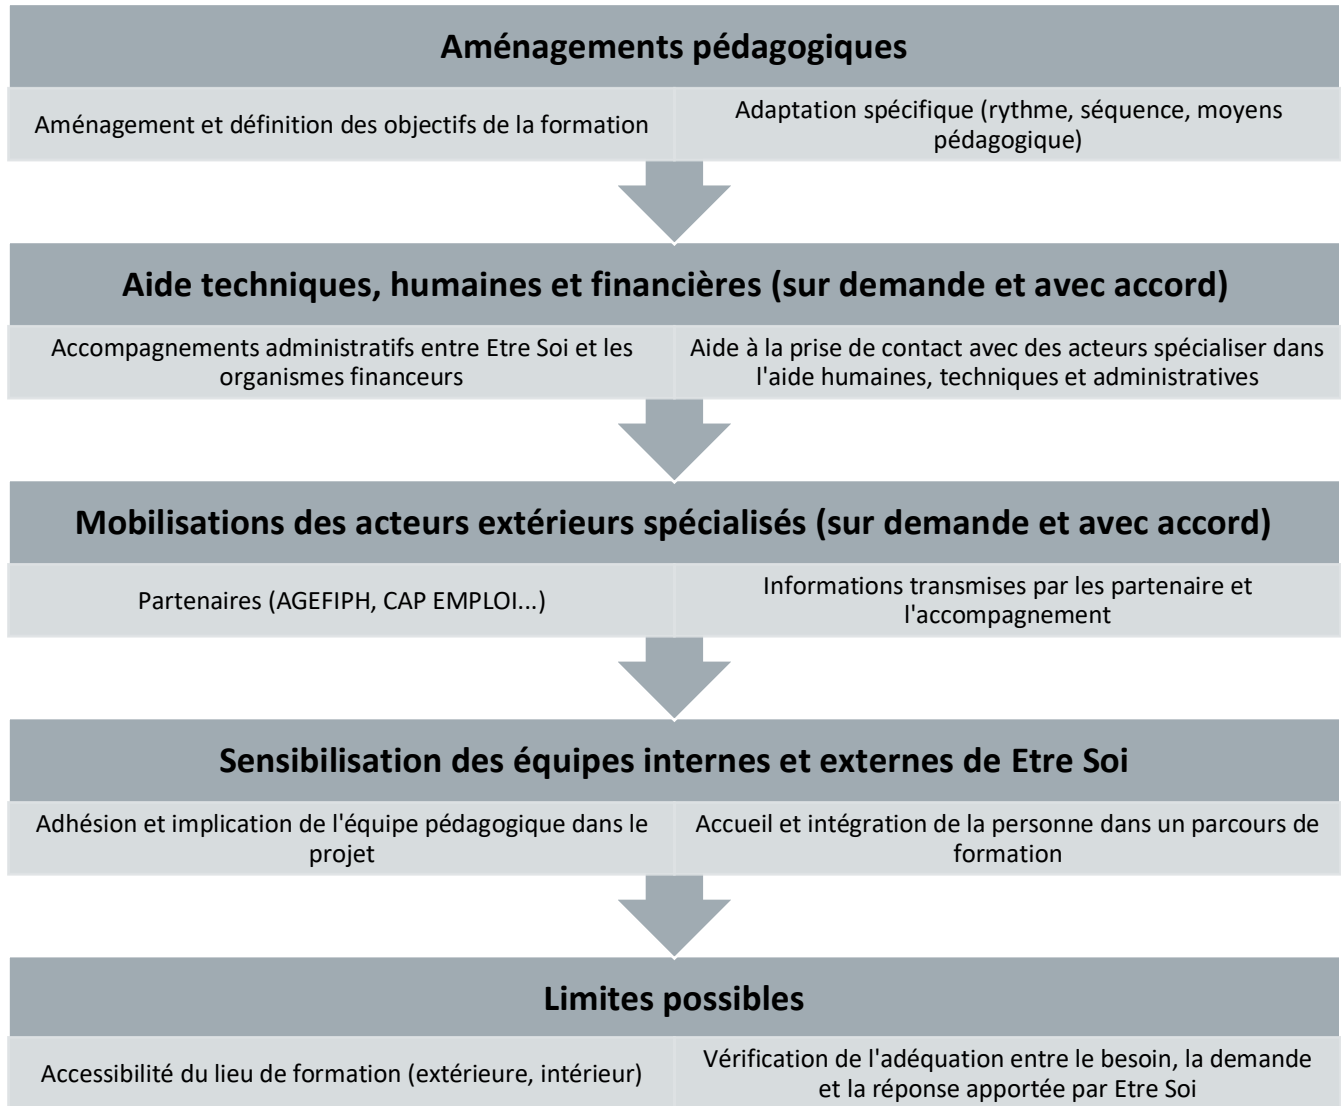 Aménagements pédagogiques
Aménagement et définition des objectifs de la formation
Adaptation spécifique (rythme, séquence, moyens
pédagogique)
Aide techniques, humaines et financières (sur demande et avec accord)
Accompagnements administratifs entre Etre Soi et les
organismes financeurs
Aide à la prise de contact avec des acteurs spécialiser dans
l'aide humaines, techniques et administratives
Mobilisations des acteurs extérieurs spécialisés (sur demande et avec accord)
Partenaires (AGEFIPH, CAP EMPLOI...)
Informations transmises par les partenaire et
l'accompagnement
Sensibilisation des équipes internes et externes de Etre Soi
Adhésion et implication de l'équipe pédagogique dans le
projet
Accueil et intégration de la personne dans un parcours de
formation
Limites possibles
Accessibilité du lieu de formation (extérieure, intérieur)
Vérification de l'adéquation entre le besoin, la demande
et la réponse apportée par Etre Soi